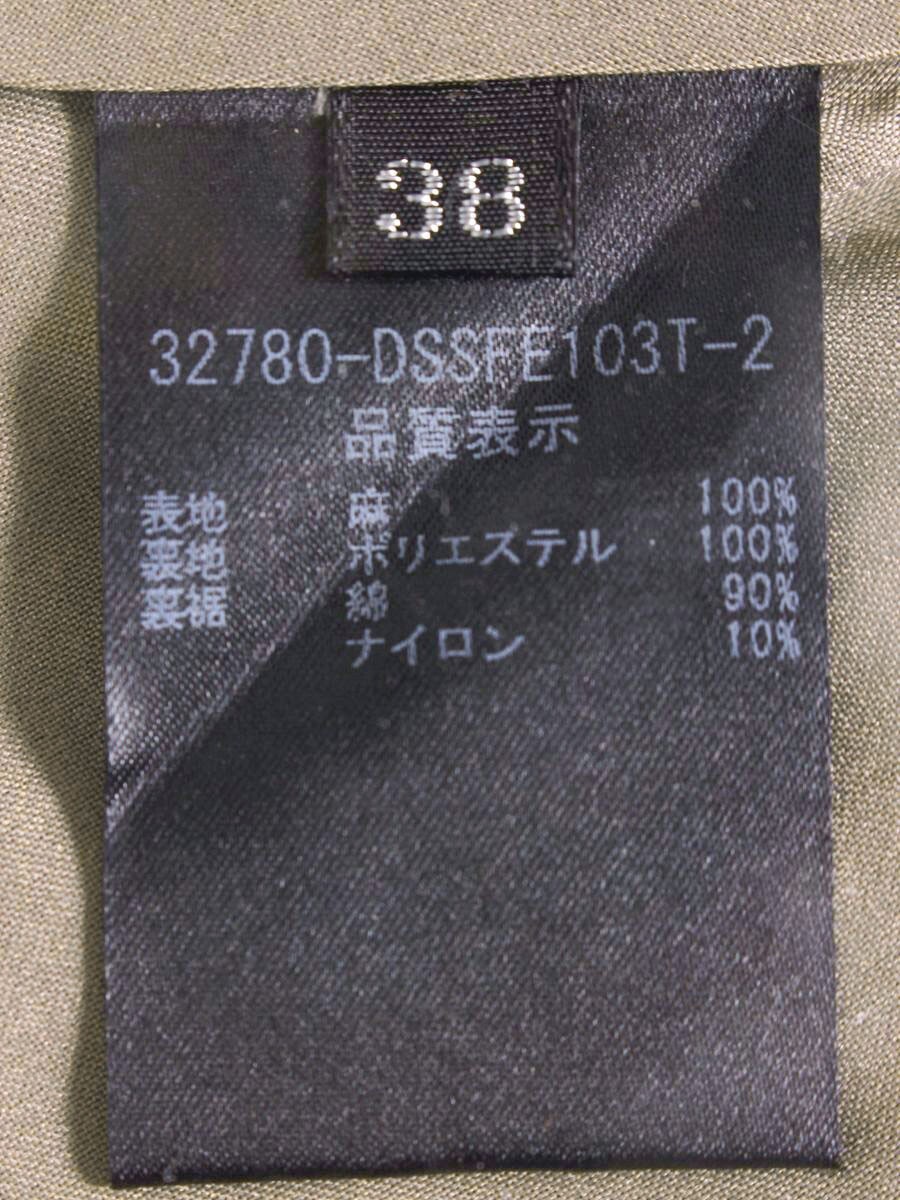 38
32780-DSSFE103T-2
品質表示
表地 麻 100%
裏地 ポリエステル 100%
裏裾 綿 90%
ナイロン 10%